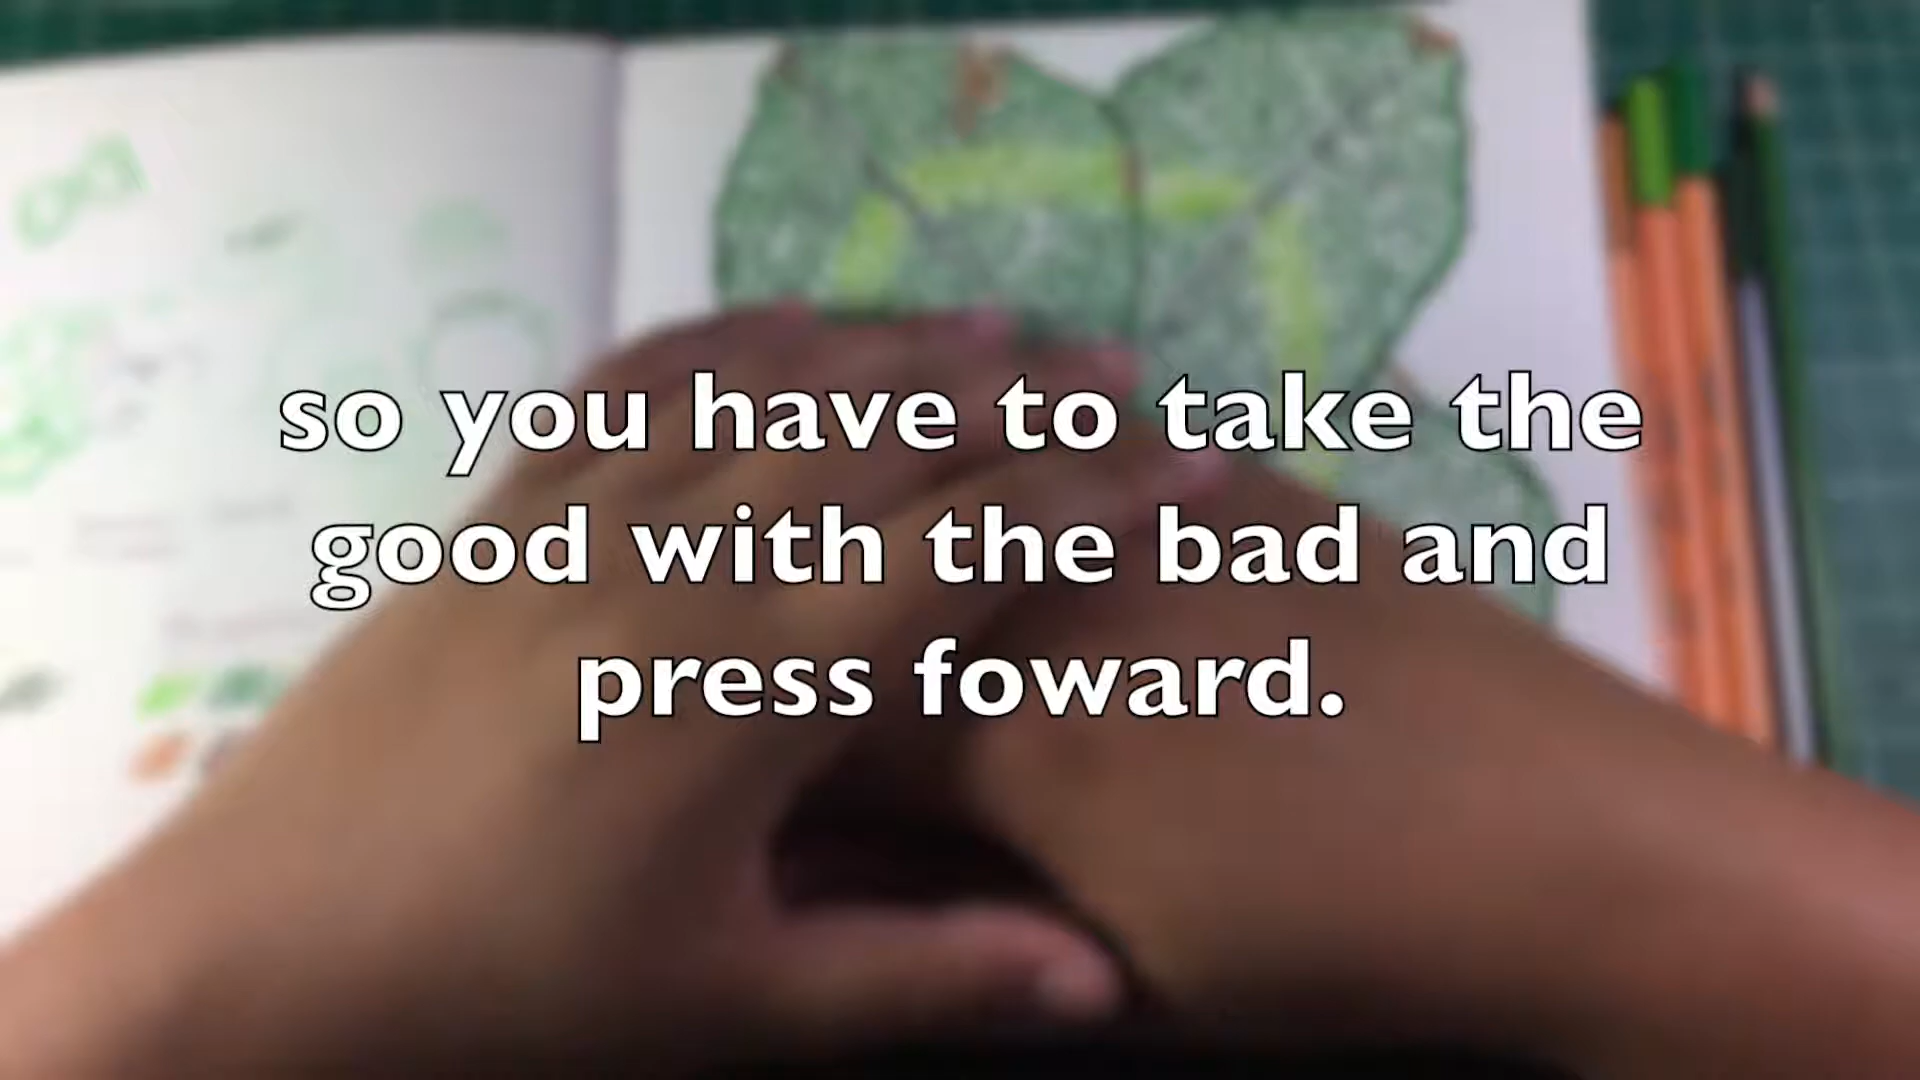 so you have to take the
good with the bad and
press foward.